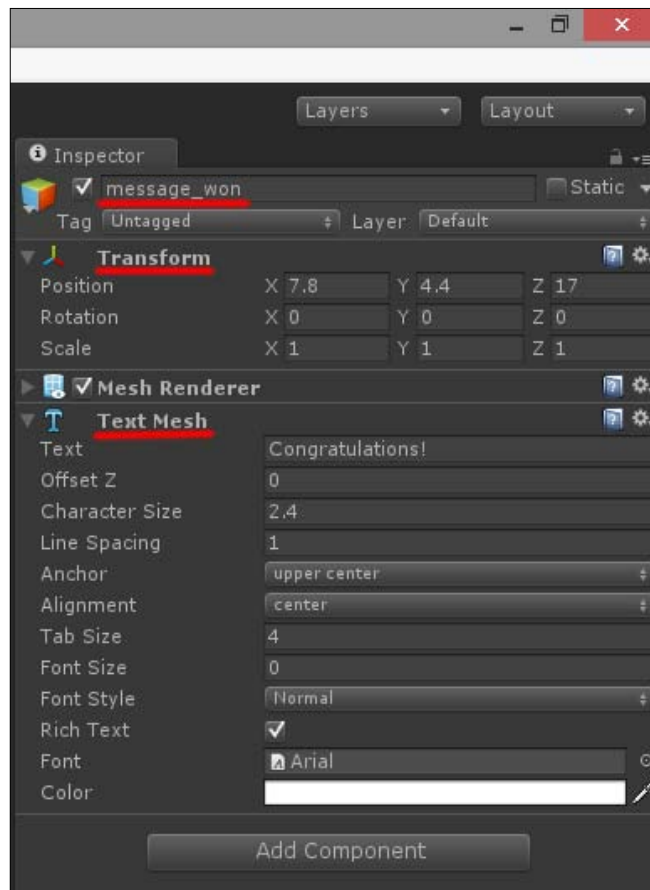 Layers Layout
Inspector
message_won Static
Tag Untagged Layer Default
Transform
Position X 7.8 Y 4.4 Z 17
Rotation X 0 Y 0 Z 0
Scale X 1 Y 1 Z 1
Mesh Renderer
Text Mesh
Text Congratulations!
Offset Z 0
Character Size 2.4
Line Spacing 1
Anchor upper center
Alignment center
Tab Size 4
Font Size 0
Font Style Normal
Rich Text
Font Arial
Color
Add Component